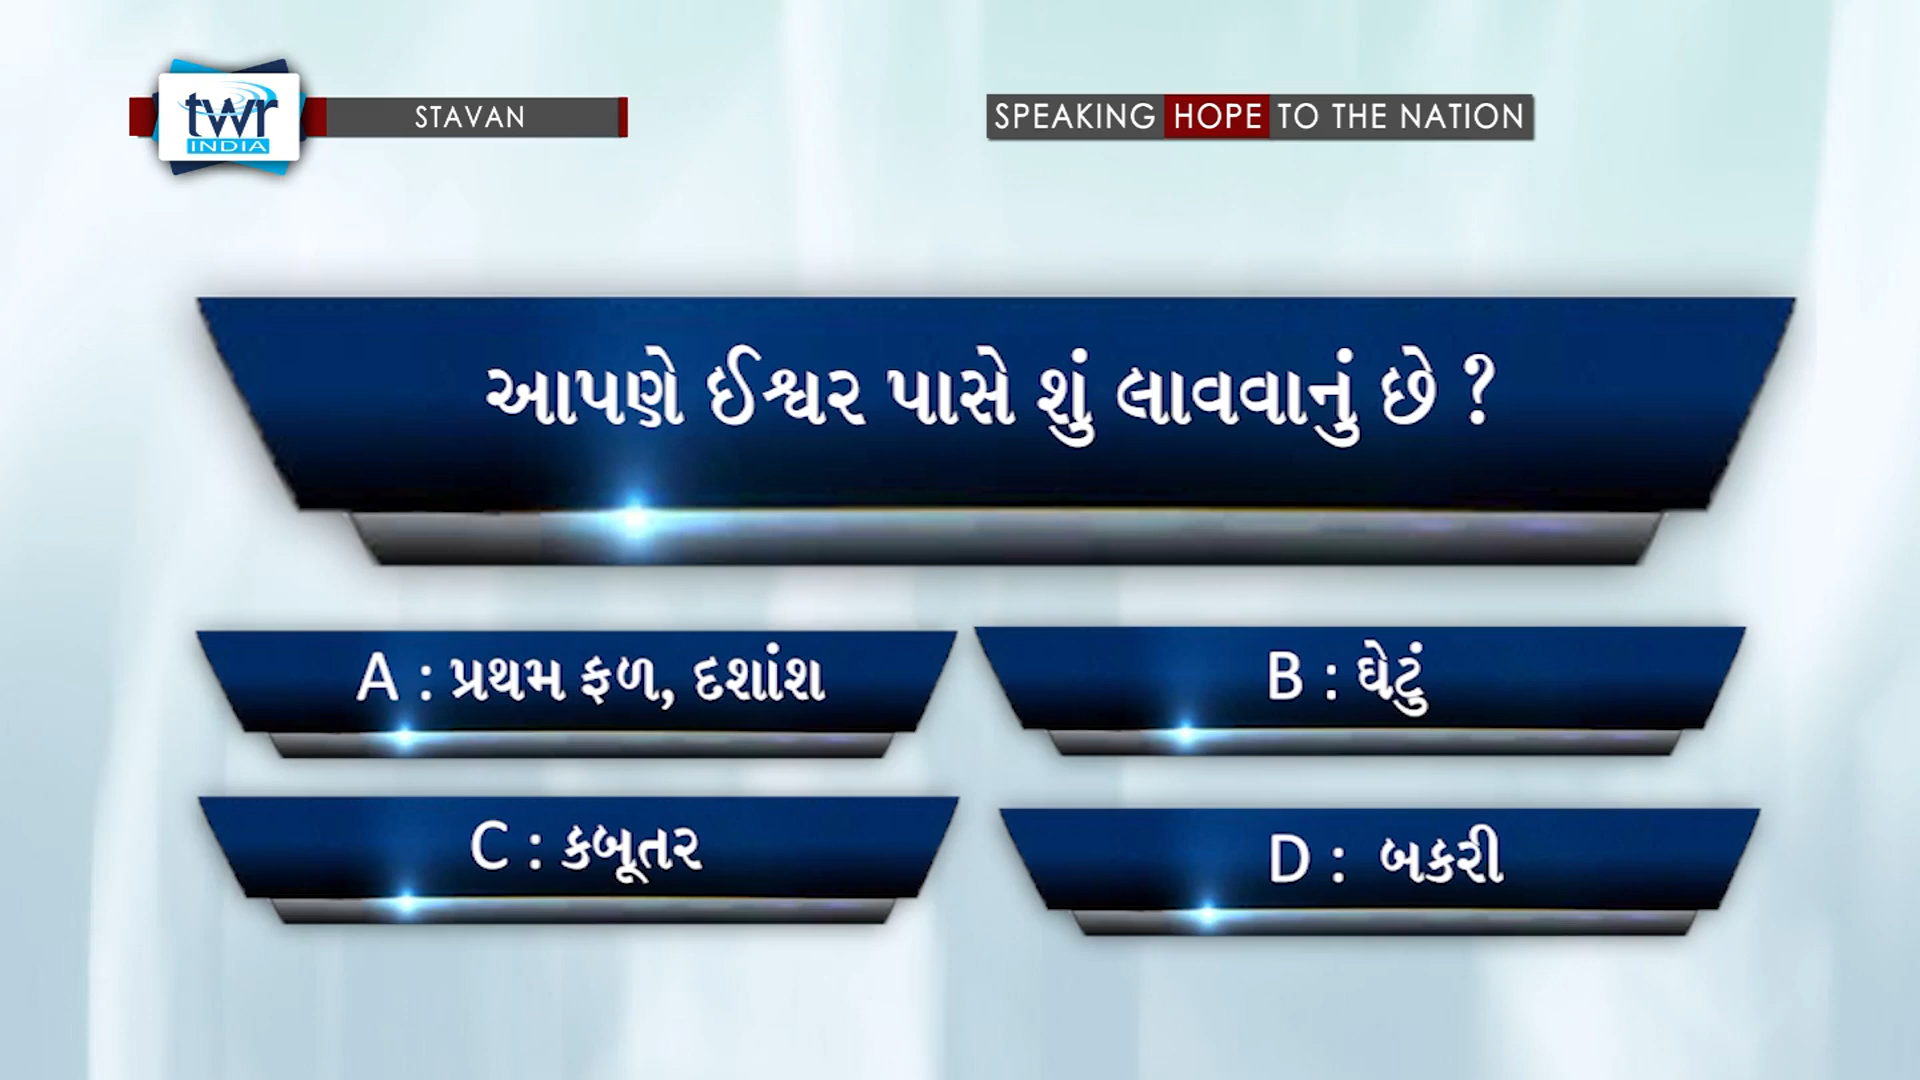 twr
INDIA
STAVAN
SPEAKING HOPE TO THE NATION
આપણે ઈશ્વર પાસે શું લાવવાનું છે ?
A : પ્રથમ ફળ, દશાંશ
B : ઘેટું
C : કબૂતર
D : બકરી